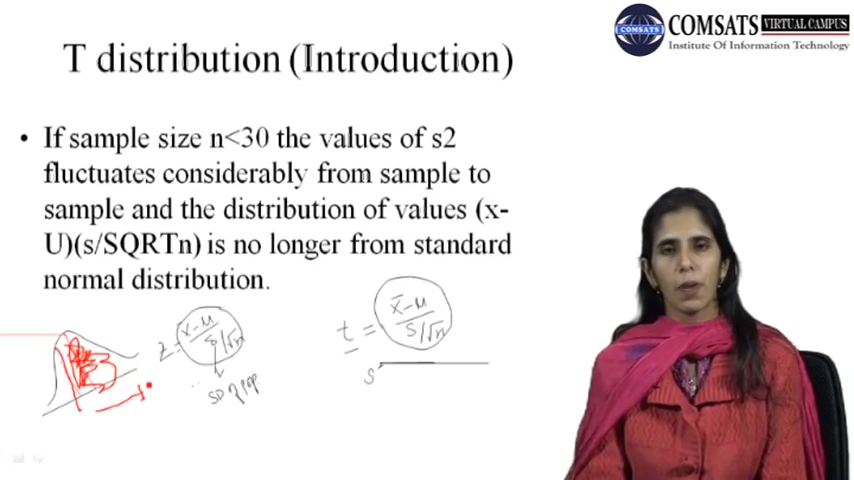 COMSATS VIRTUAL CAMPUS
COMSATS
Institute Of Information Technology
T distribution (Introduction)
• If sample size n<30 the values of s2
fluctuates considerably from sample to
sample and the distribution of values (x-
U)(s/SQRTn) is no longer from standard
normal distribution.
z = x-μ / s/√n
t = x̄-μ / s/√n
SD of pop.
s²